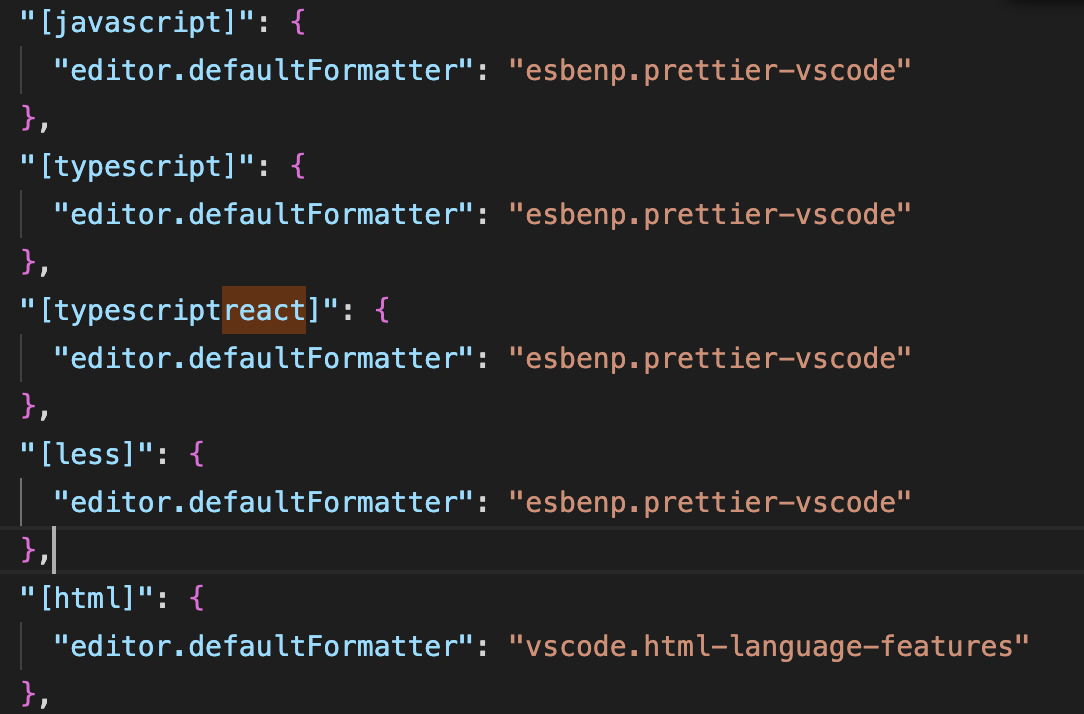 "[javascript]": {
  "editor.defaultFormatter": "esbenp.prettier-vscode"
},
"[typescript]": {
  "editor.defaultFormatter": "esbenp.prettier-vscode"
},
"[typescriptreact]": {
  "editor.defaultFormatter": "esbenp.prettier-vscode"
},
"[less]": {
  "editor.defaultFormatter": "esbenp.prettier-vscode"
},
"[html]": {
  "editor.defaultFormatter": "vscode.html-language-features"
},